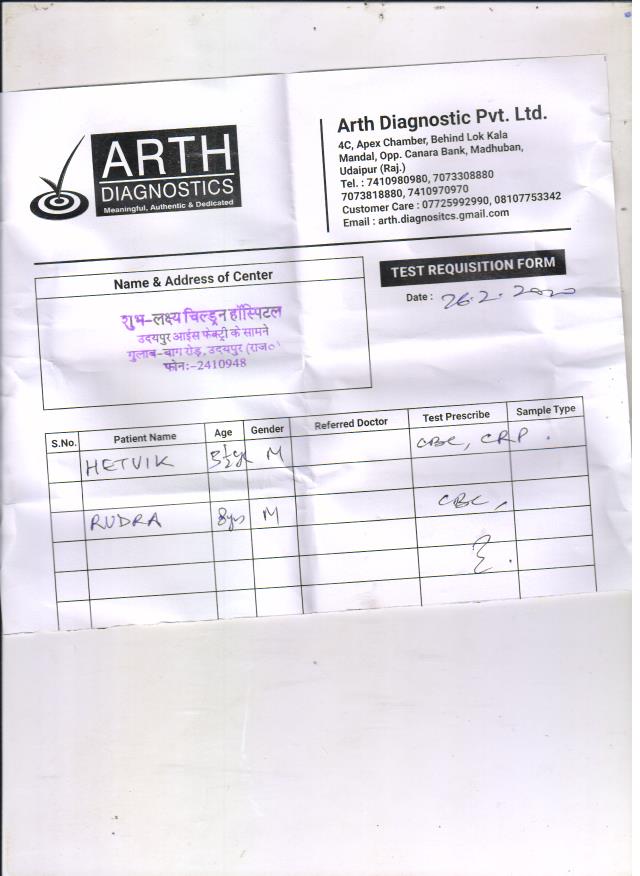 ARTH
DIAGNOSTICS
Meaningful, Authentic & Dedicated
Arth Diagnostic Pvt. Ltd.
4C, Apex Chamber, Behind Lok Kala
Mandal, Opp. Canara Bank, Madhuban,
Udaipur (Raj.)
Tel. : 7410980980, 7073308880
7073818880, 7410970970
Customer Care : 07725992990, 08107753342
Email : arth.diagnositcs.gmail.com
Name & Address of Center
शुभ-लक्ष्य चिल्ड्रन हॉस्पिटल
उदयपुर आईस फेक्ट्री के सामने
गुलाब-बाग रोड़, उदयपुर (राज०)
फोनः-2410948
TEST REQUISITION FORM
Date : 26.2.2020
S.No. Patient Name Age Gender Referred Doctor Test Prescribe Sample Type
HETVIK M CBC, CRP.
RUDRA 8yrs M CBC,